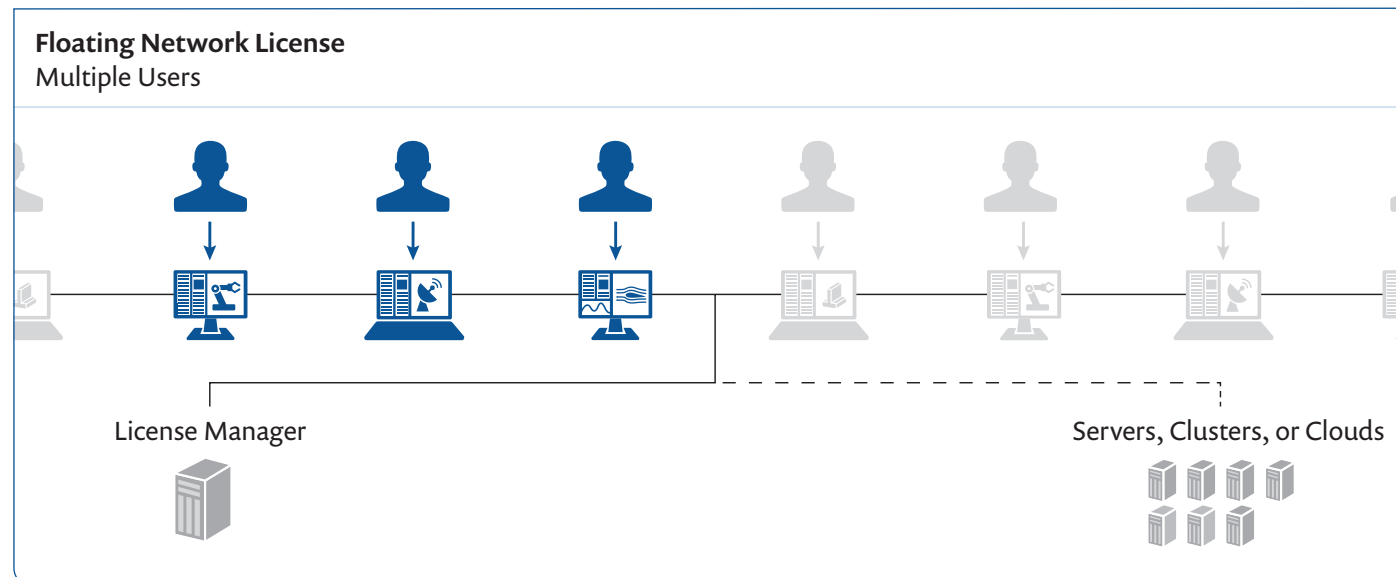 Floating Network License
Multiple Users
License Manager
Servers, Clusters, or Clouds